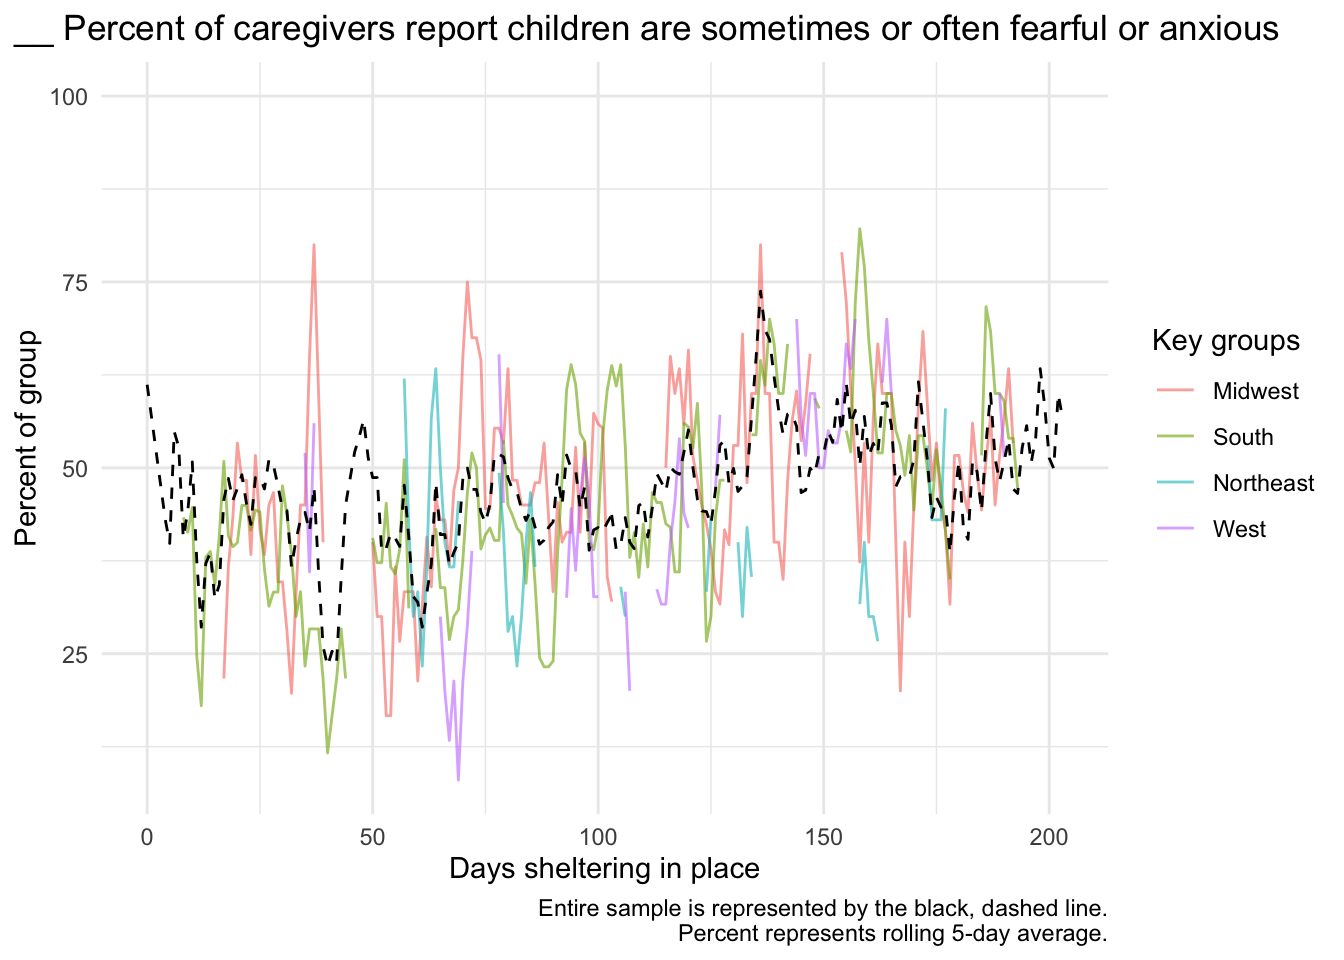 __ Percent of caregivers report children are sometimes or often fearful or anxious
100
75
50
25
Percent of group
0 50 100 150 200
Days sheltering in place
Key groups
Midwest
South
Northeast
West
Entire sample is represented by the black, dashed line.
Percent represents rolling 5-day average.